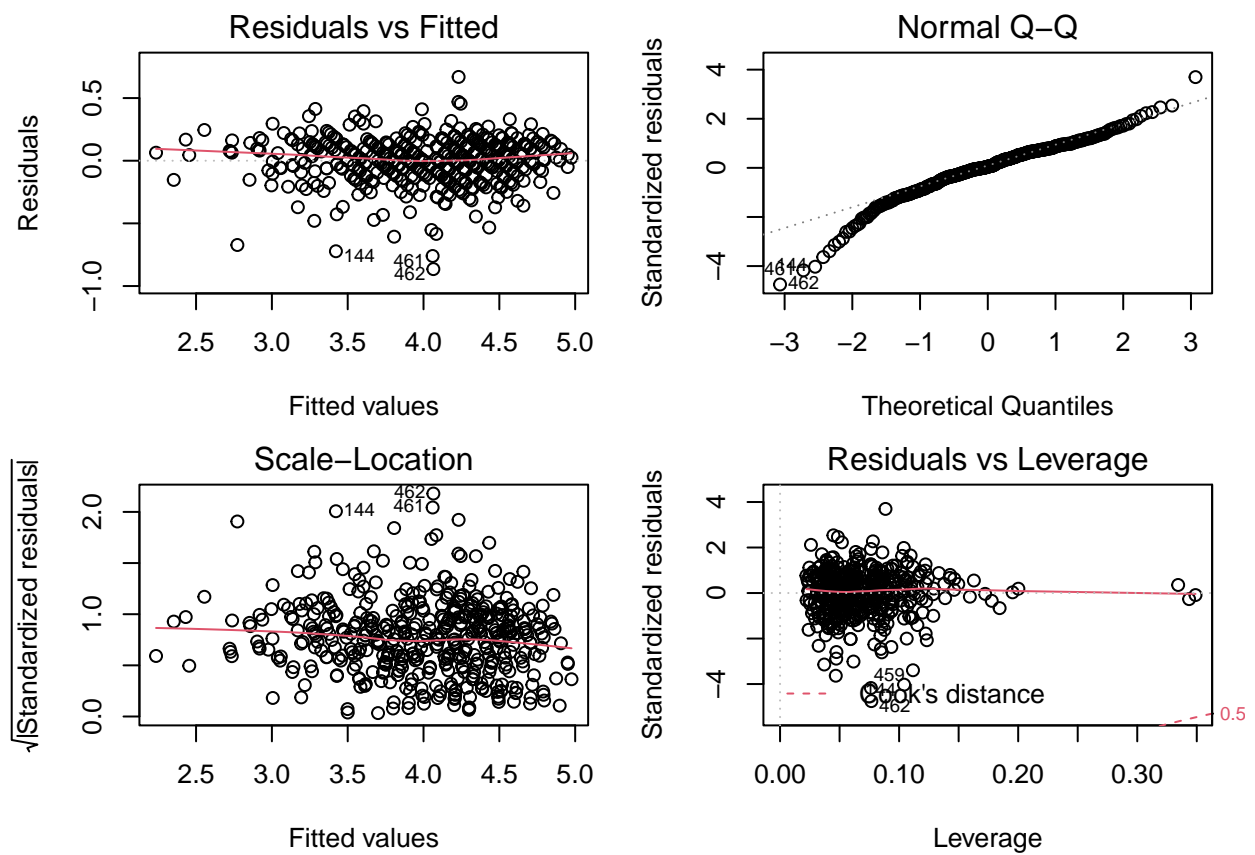 Residuals vs Fitted
Residuals
−1.0 0.0 0.5
144
461
462
2.5 3.0 3.5 4.0 4.5 5.0
Fitted values
Normal Q−Q
Standardized residuals
−4 0 2 4
144
461
462
−3 −2 −1 0 1 2 3
Theoretical Quantiles
Scale−Location
√|Standardized residuals|
0.0 1.0 2.0
462
461
144
2.5 3.0 3.5 4.0 4.5 5.0
Fitted values
Residuals vs Leverage
Standardized residuals
−4 0 2 4
459
Cook's distance
462
0.5
0.00 0.10 0.20 0.30
Leverage